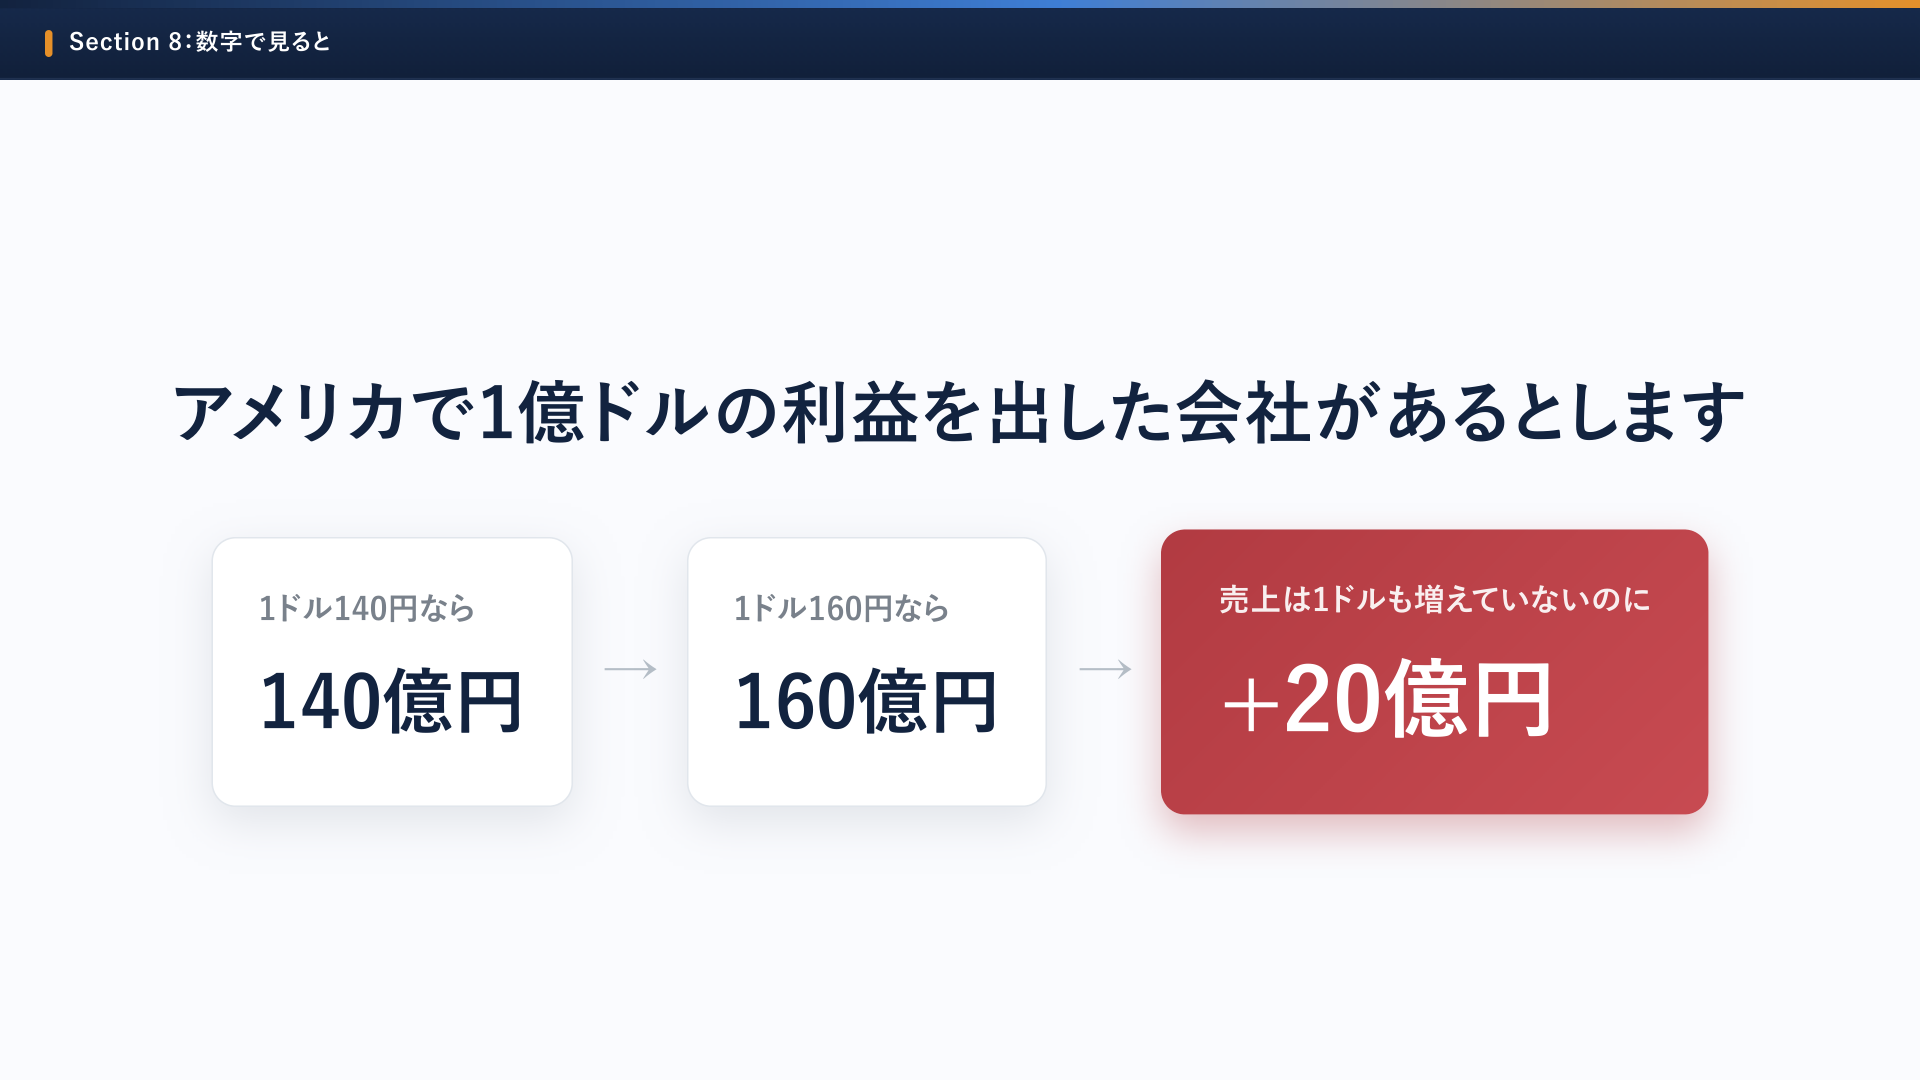 Section 8：数字で見ると
アメリカで1億ドルの利益を出した会社があるとします
1ドル140円なら
140億円
→
1ドル160円なら
160億円
→
売上は1ドルも増えていないのに
＋20億円